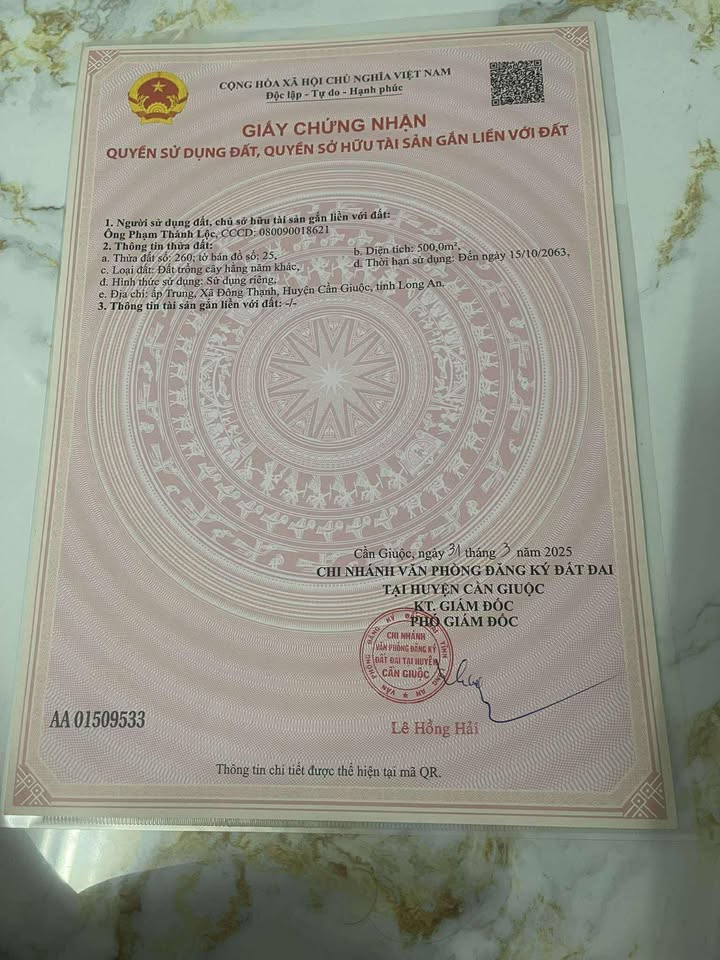 CỘNG HÒA XÃ HỘI CHỦ NGHĨA VIỆT NAM
Độc lập - Tự do - Hạnh phúc
GIẤY CHỨNG NHẬN
QUYỀN SỬ DỤNG ĐẤT, QUYỀN SỞ HỮU TÀI SẢN GẮN LIỀN VỚI ĐẤT
1. Người sử dụng đất, chủ sở hữu tài sản gắn liền với đất:
Ông Phạm Thánh Lộc, CCCD: 080090018621
2. Thông tin thửa đất:
a. Thửa đất số: 260; tờ bản đồ số: 25, b. Diện tích: 500,0m²,
c. Loại đất: Đất trồng cây hằng năm khác, d. Thời hạn sử dụng: Đến ngày 15/10/2063,
đ. Hình thức sử dụng: Sử dụng riêng,
e. Địa chỉ: ấp Trung, Xã Đông Thạnh, Huyện Cần Giuộc, tỉnh Long An.
3. Thông tin tài sản gắn liền với đất: -/-
Cần Giuộc, ngày 31 tháng 3 năm 2025
CHI NHÁNH VĂN PHÒNG ĐĂNG KÝ ĐẤT ĐAI
TẠI HUYỆN CẦN GIUỘC
KT. GIÁM ĐỐC
PHÓ GIÁM ĐỐC
CHI NHÁNH
VĂN PHÒNG ĐĂNG KÝ
ĐẤT ĐAI TẠI HUYỆN
CẦN GIUỘC
Lê Hồng Hải
AA 01509533
Thông tin chi tiết được thể hiện tại mã QR.